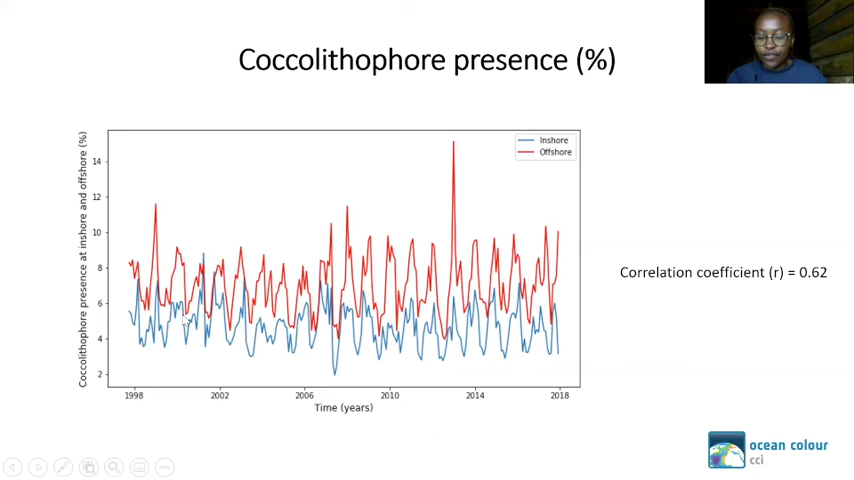 Coccolithophore presence (%)
Coccolithophore presence at inshore and offshore (%)
14
12
10
8
6
4
2
Inshore
Offshore
1998
2002
2006
2010
2014
2018
Time (years)
Correlation coefficient (r) = 0.62
ocean colour
cci